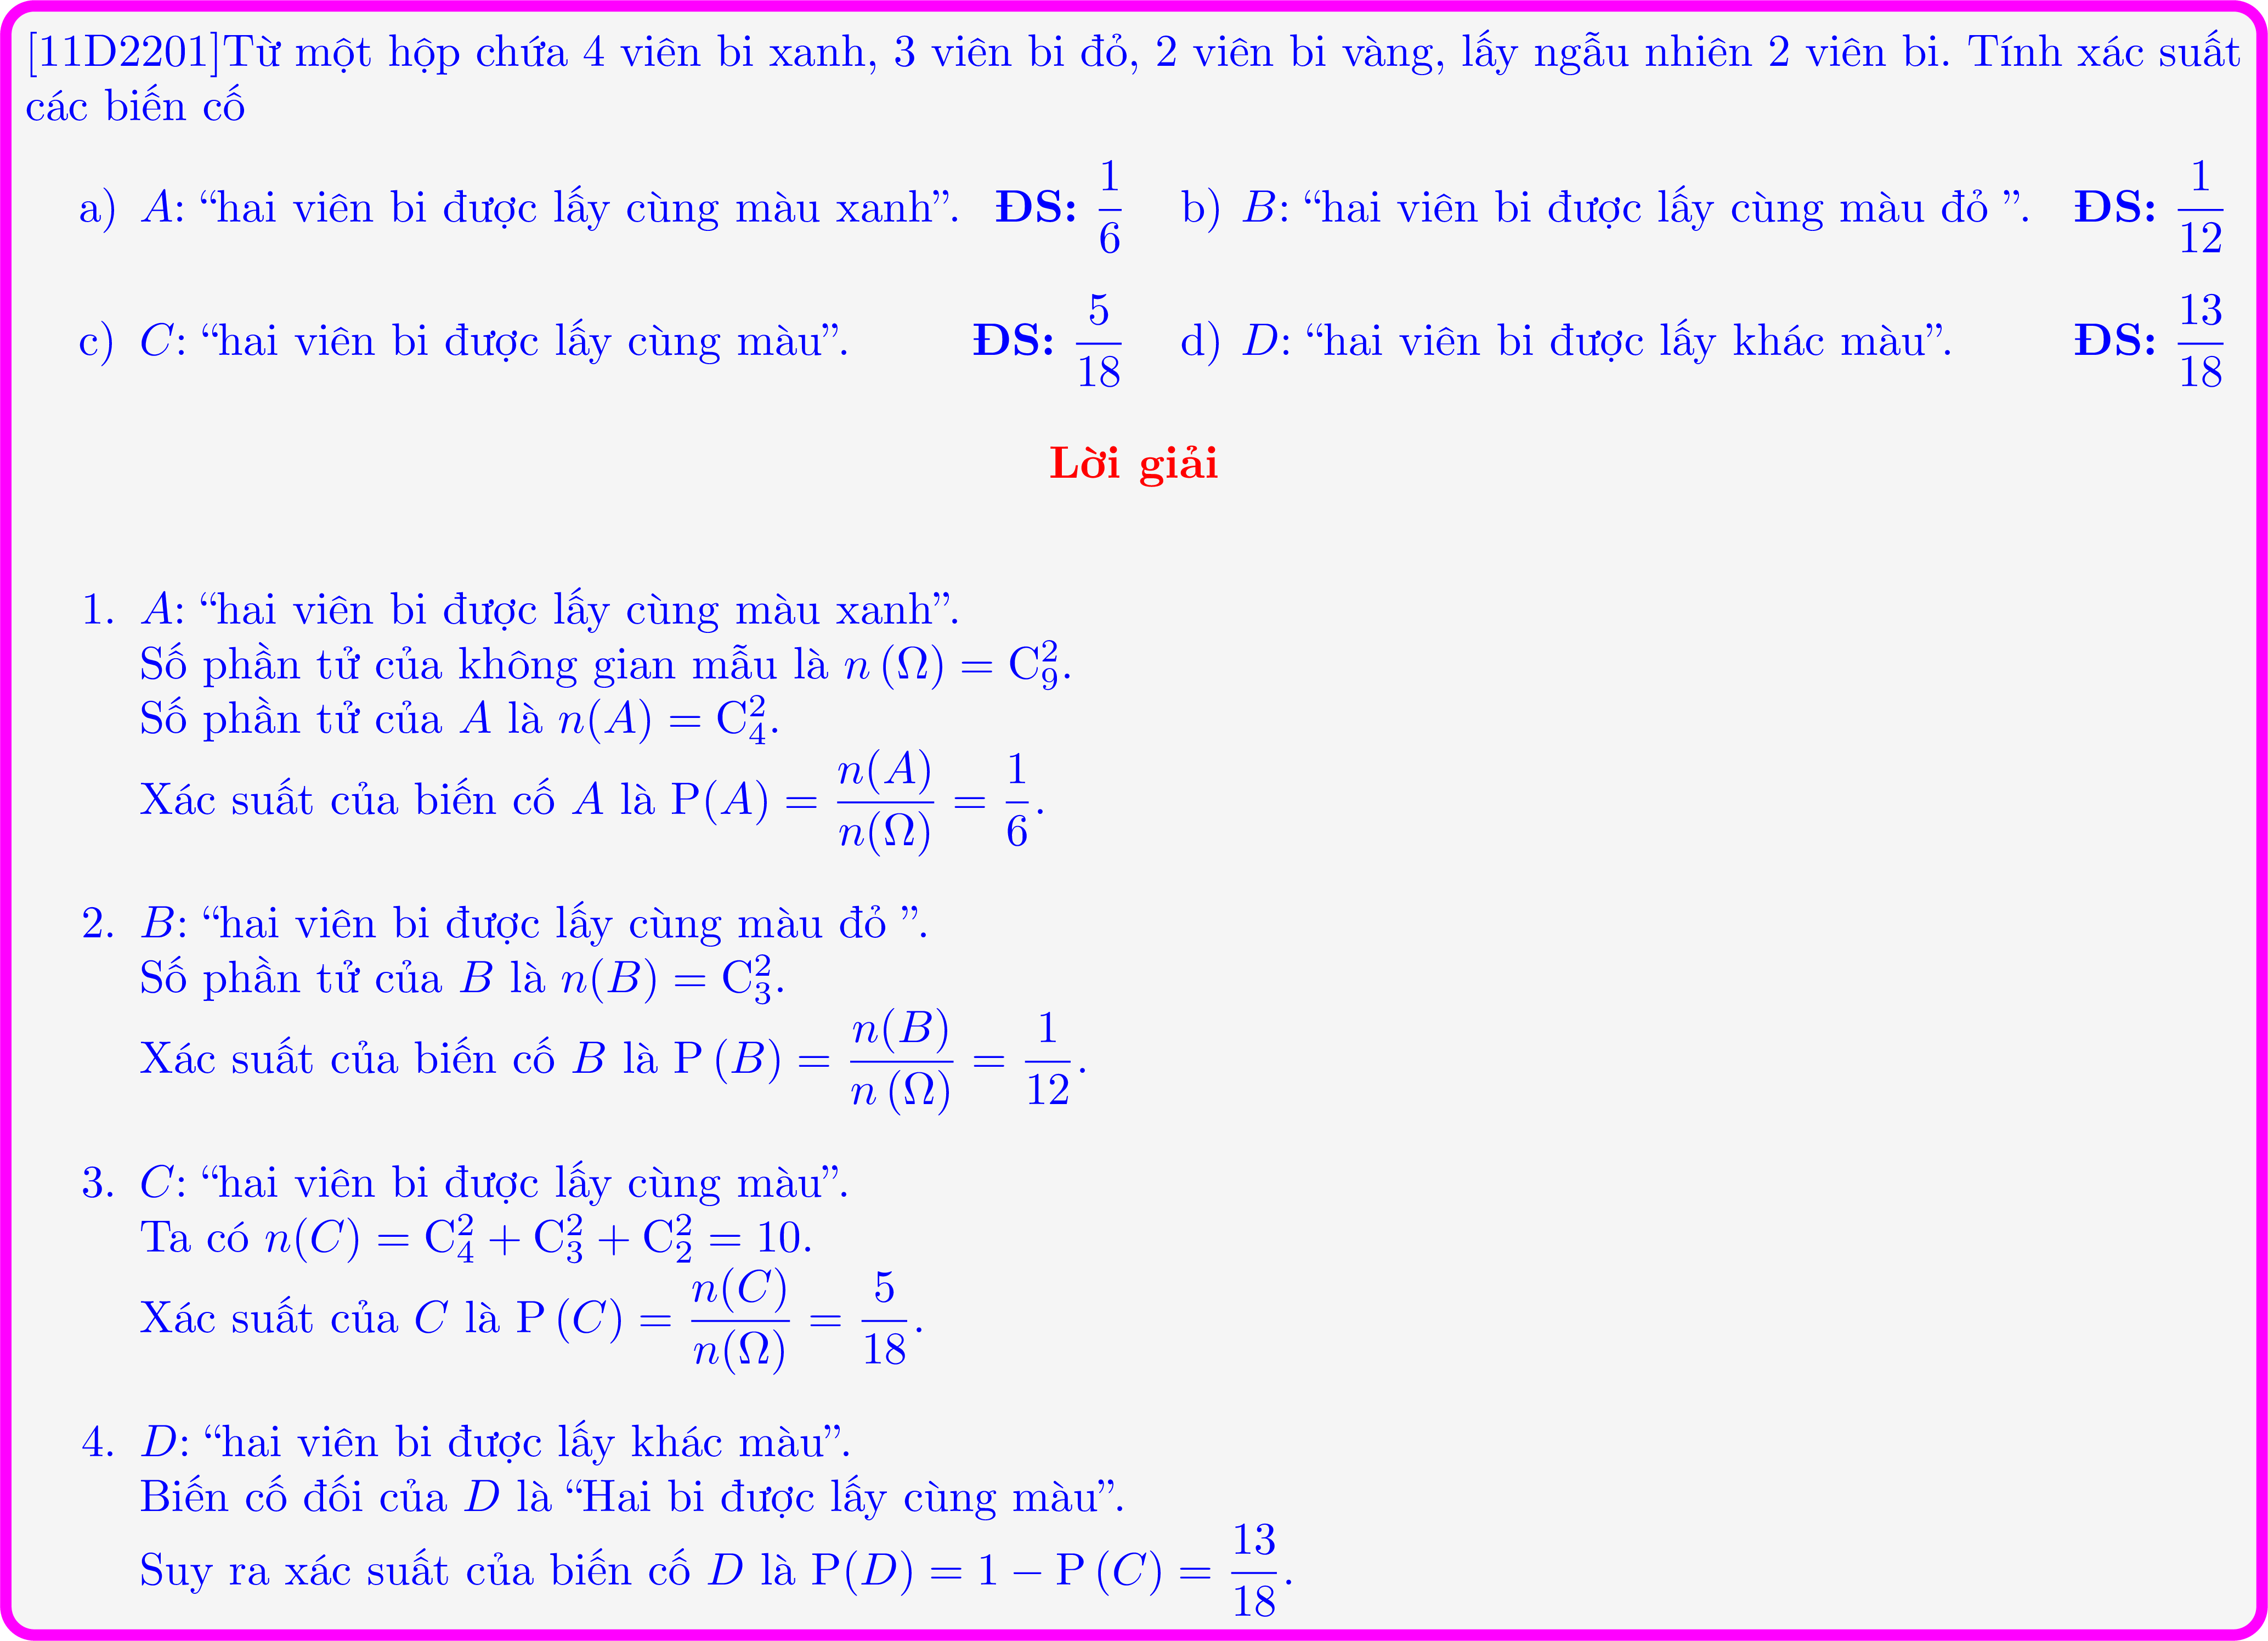 [11D2201]Từ một hộp chứa 4 viên bi xanh, 3 viên bi đỏ, 2 viên bi vàng, lấy ngẫu nhiên 2 viên bi. Tính xác suất
các biến cố
a) A: “hai viên bi được lấy cùng màu xanh”. ĐS: \frac{1}{6} b) B: “hai viên bi được lấy cùng màu đỏ ”. ĐS: \frac{1}{12}
c) C: “hai viên bi được lấy cùng màu”. ĐS: \frac{5}{18} d) D: “hai viên bi được lấy khác màu”. ĐS: \frac{13}{18}
Lời giải
1. A: “hai viên bi được lấy cùng màu xanh”.
Số phần tử của không gian mẫu là n (Ω) = C_9^2.
Số phần tử của A là n(A) = C_4^2.
Xác suất của biến cố A là P(A) = \frac{n(A)}{n(Ω)} = \frac{1}{6}.
2. B: “hai viên bi được lấy cùng màu đỏ ”.
Số phần tử của B là n(B) = C_3^2.
Xác suất của biến cố B là P (B) = \frac{n(B)}{n (Ω)} = \frac{1}{12}.
3. C: “hai viên bi được lấy cùng màu”.
Ta có n(C) = C_4^2 + C_3^2 + C_2^2 = 10.
Xác suất của C là P (C) = \frac{n(C)}{n(Ω)} = \frac{5}{18}.
4. D: “hai viên bi được lấy khác màu”.
Biến cố đối của D là “Hai bi được lấy cùng màu”.
Suy ra xác suất của biến cố D là P(D) = 1 − P (C) = \frac{13}{18}.